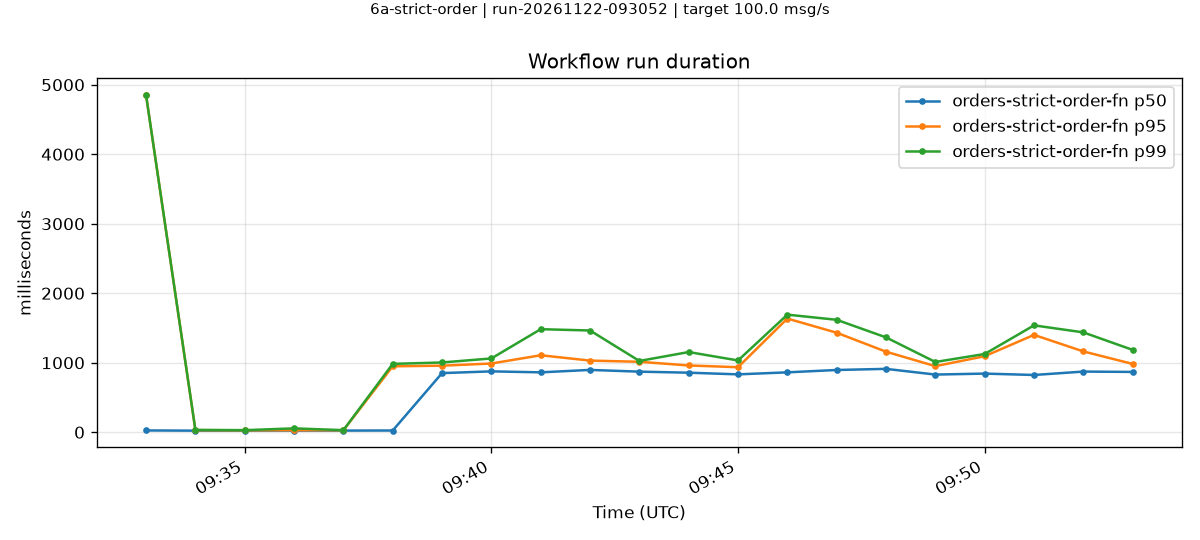 6a-strict-order | run-20261122-093052 | target 100.0 msg/s
Workflow run duration
5000
4000
3000
2000
1000
0
milliseconds
orders-strict-order-fn p50
orders-strict-order-fn p95
orders-strict-order-fn p99
09:35
09:40
09:45
09:50
Time (UTC)